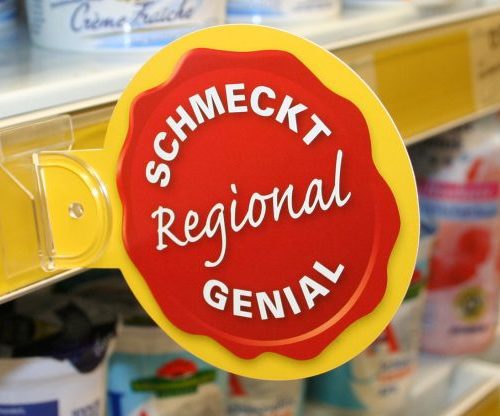 Crème Fraîche
SCHMECKT
Regional
GENIAL